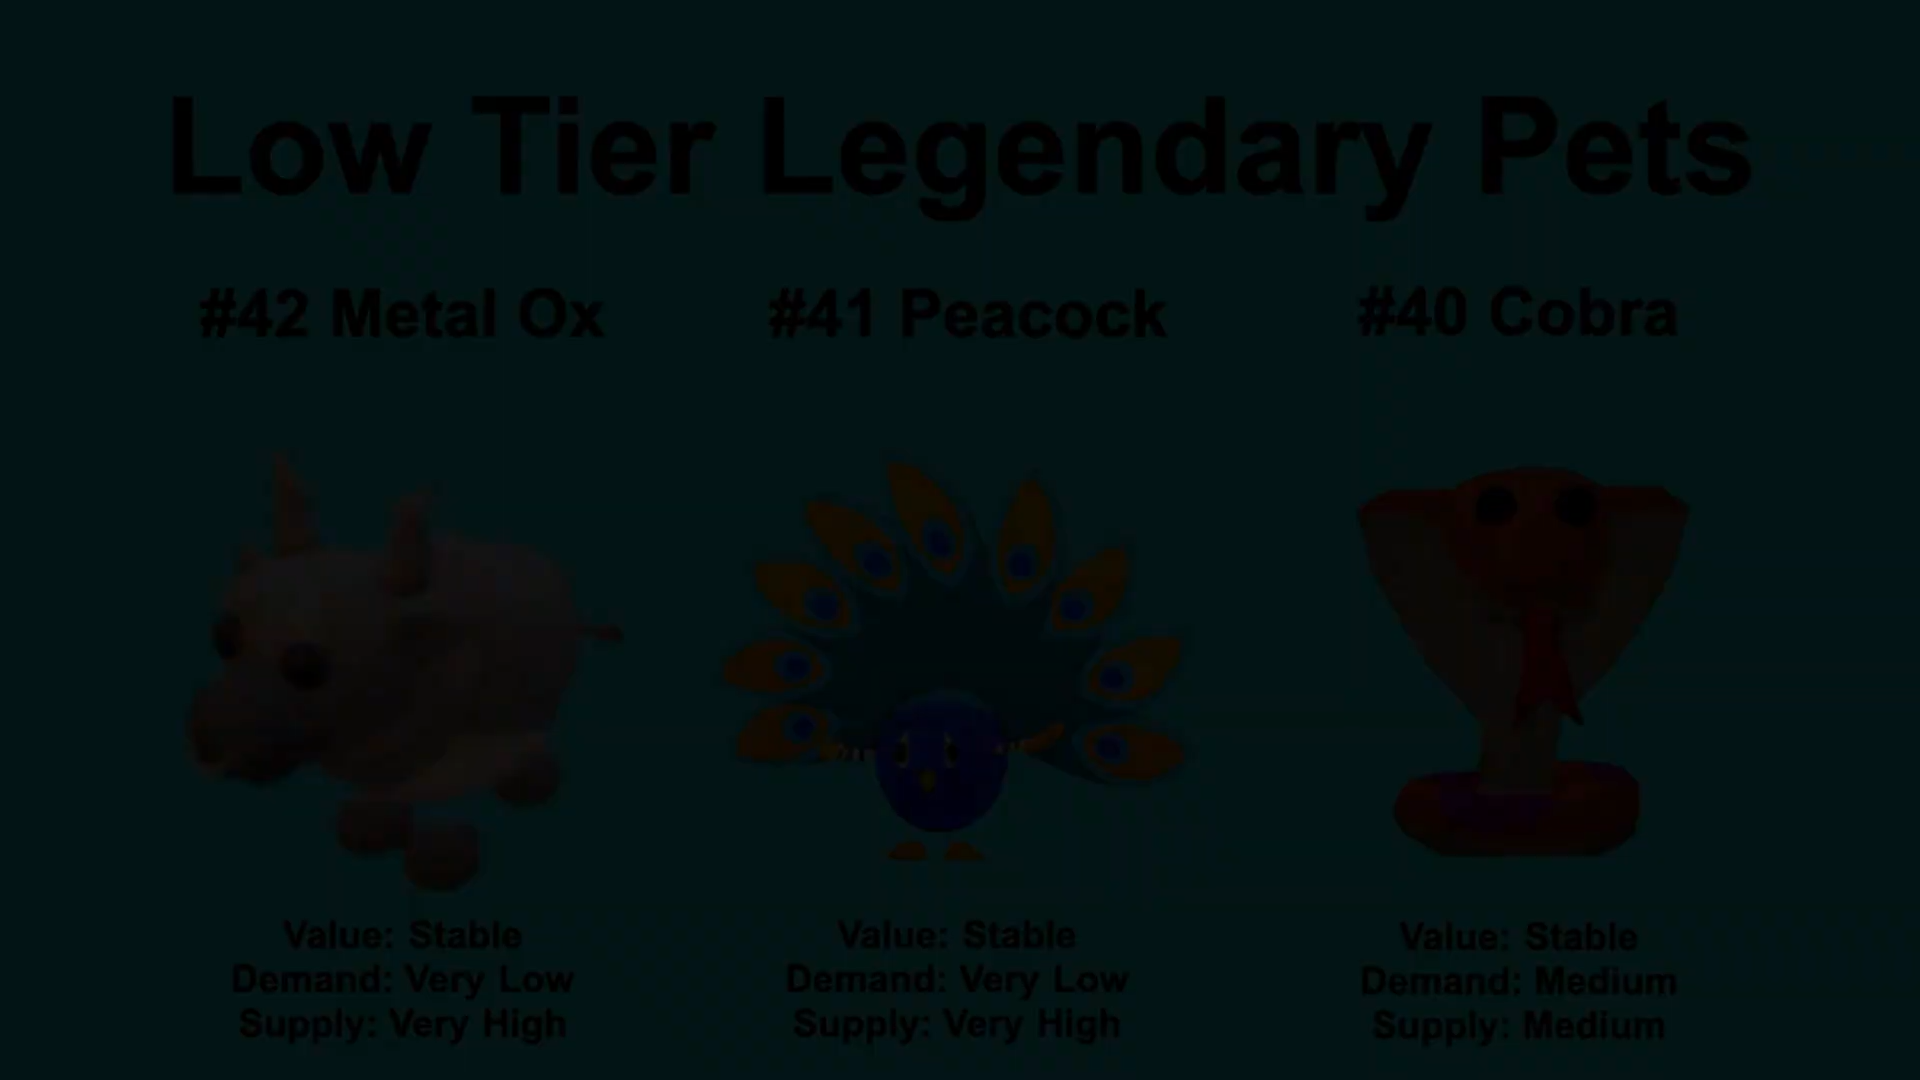 Low Tier Legendary Pets
#42 Metal Ox #41 Peacock #40 Cobra
Value: Stable Value: Stable Value: Stable
Demand: Very Low Demand: Very Low Demand: Medium
Supply: Very High Supply: Very High Supply: Medium